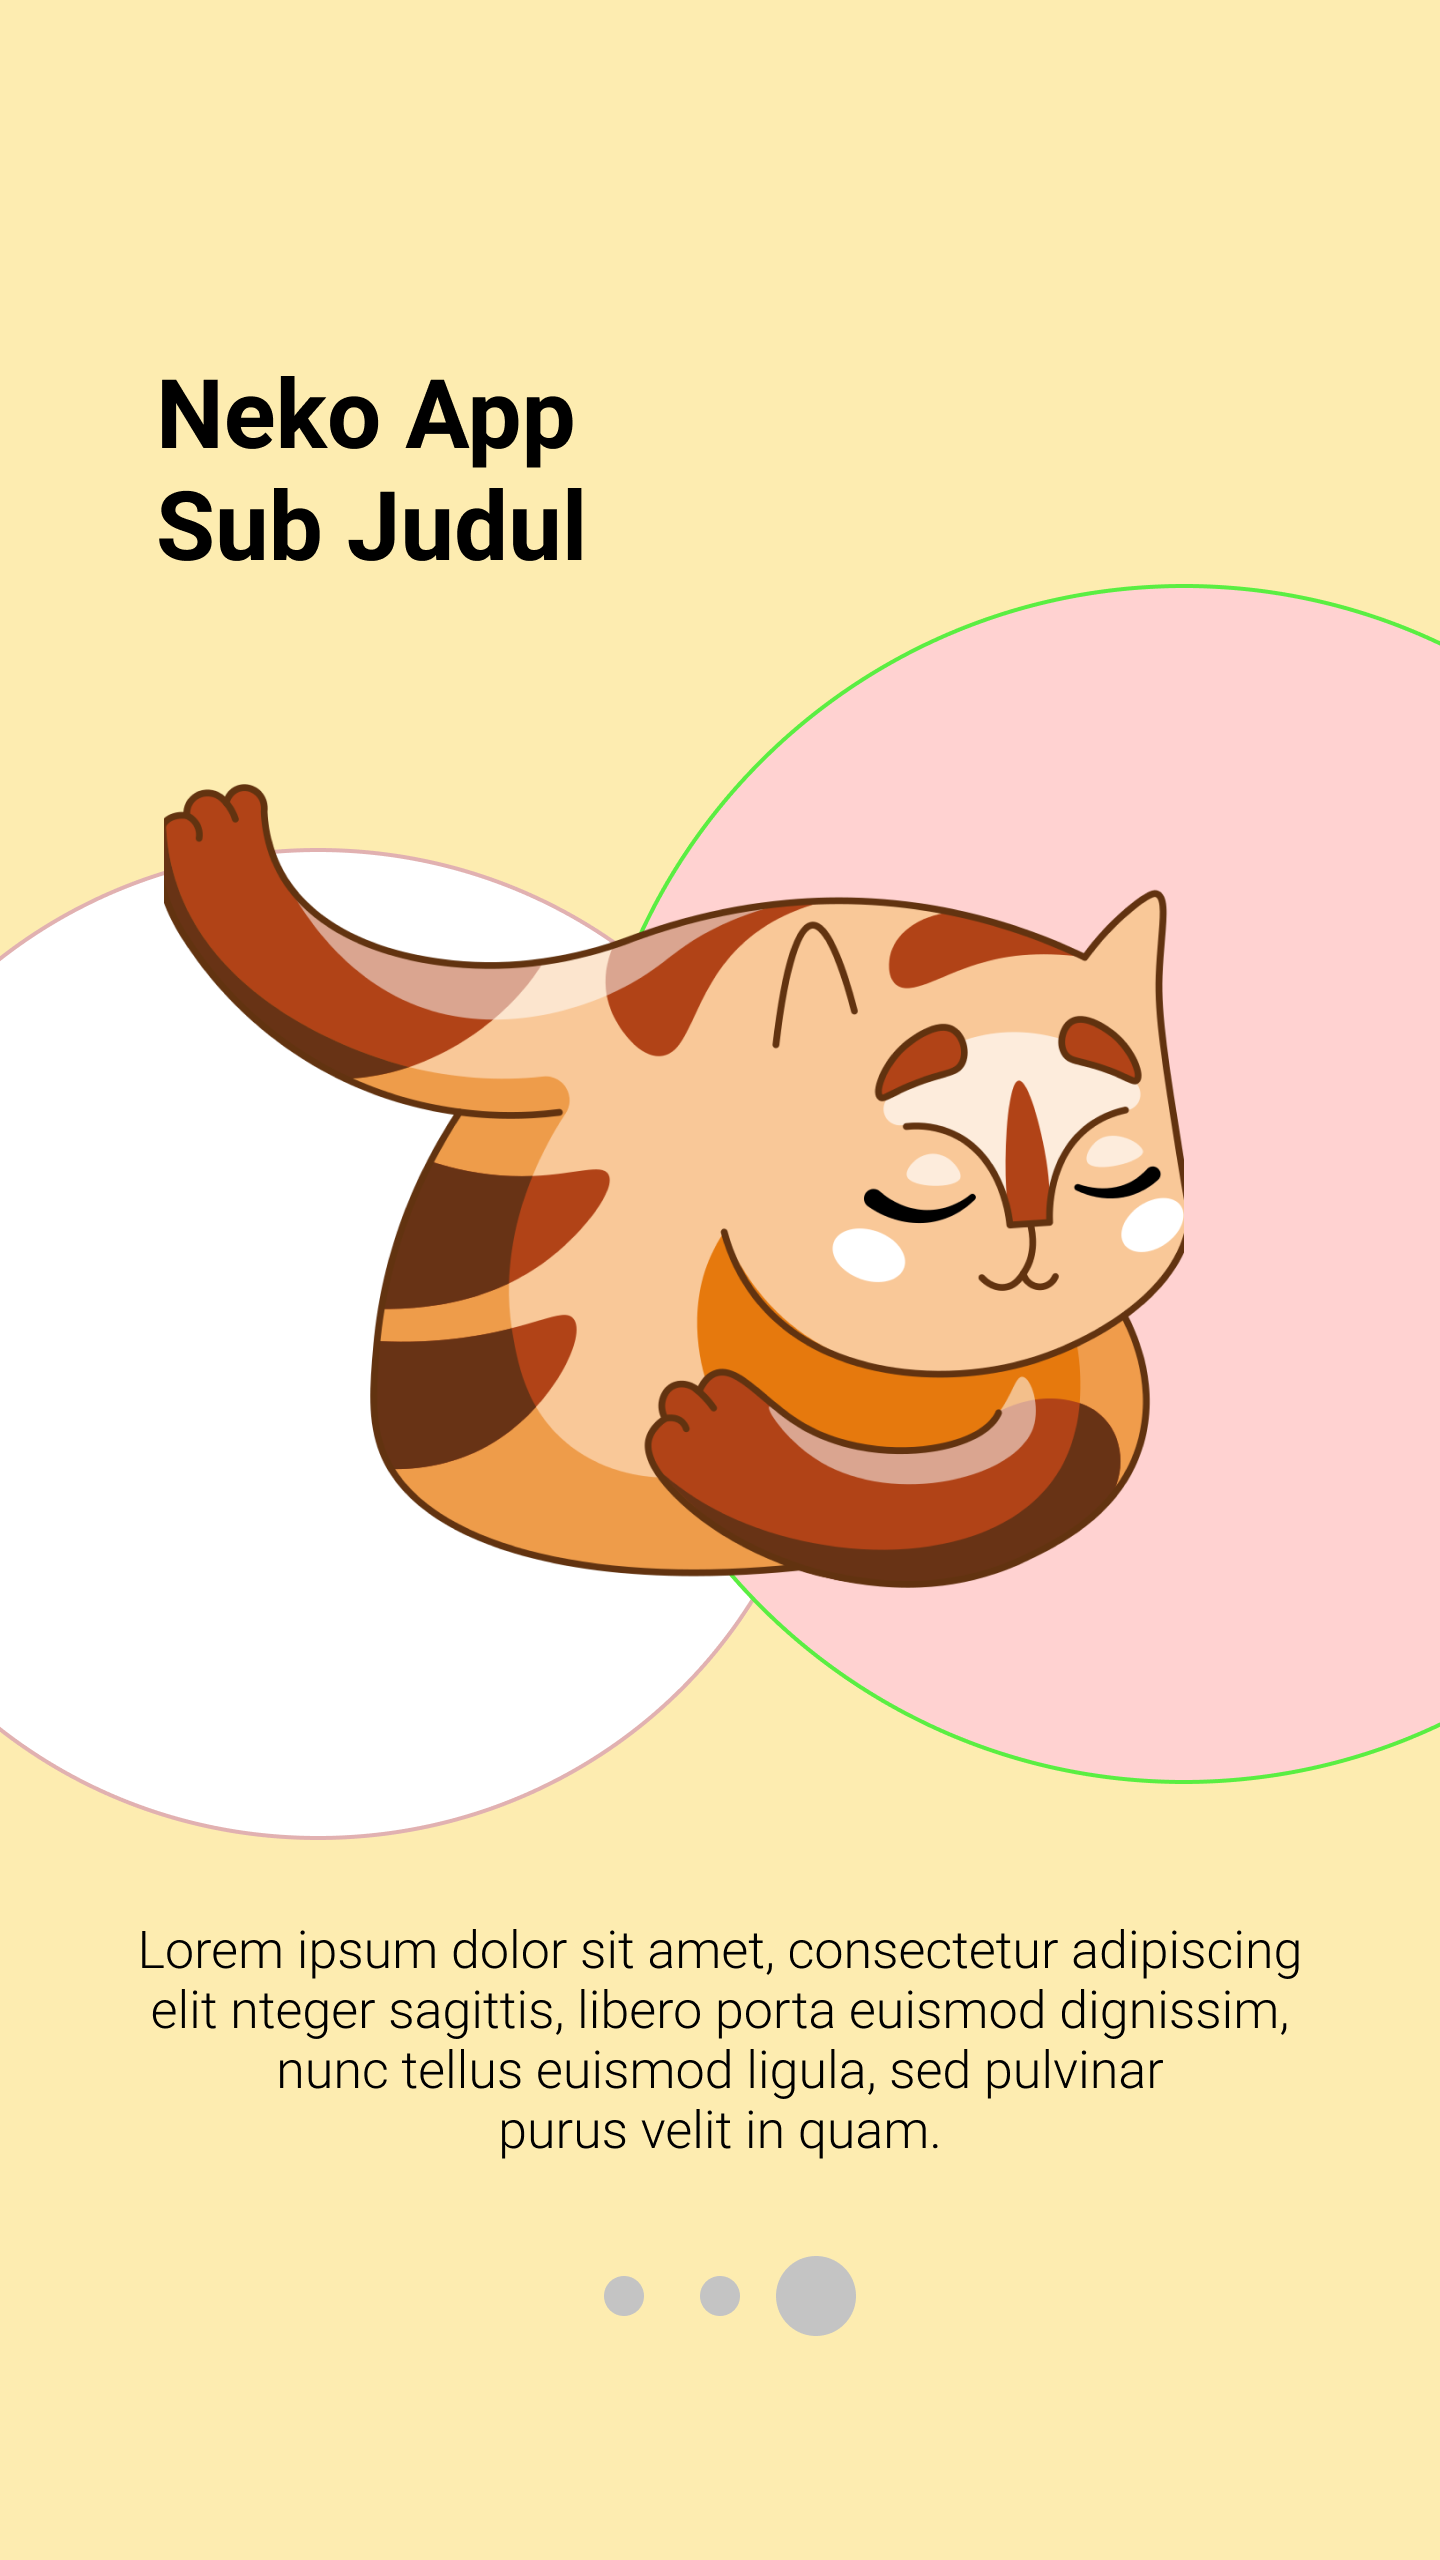 Neko App
Sub Judul
Lorem ipsum dolor sit amet, consectetur adipiscing
elit nteger sagittis, libero porta euismod dignissim,
nunc tellus euismod ligula, sed pulvinar
purus velit in quam.